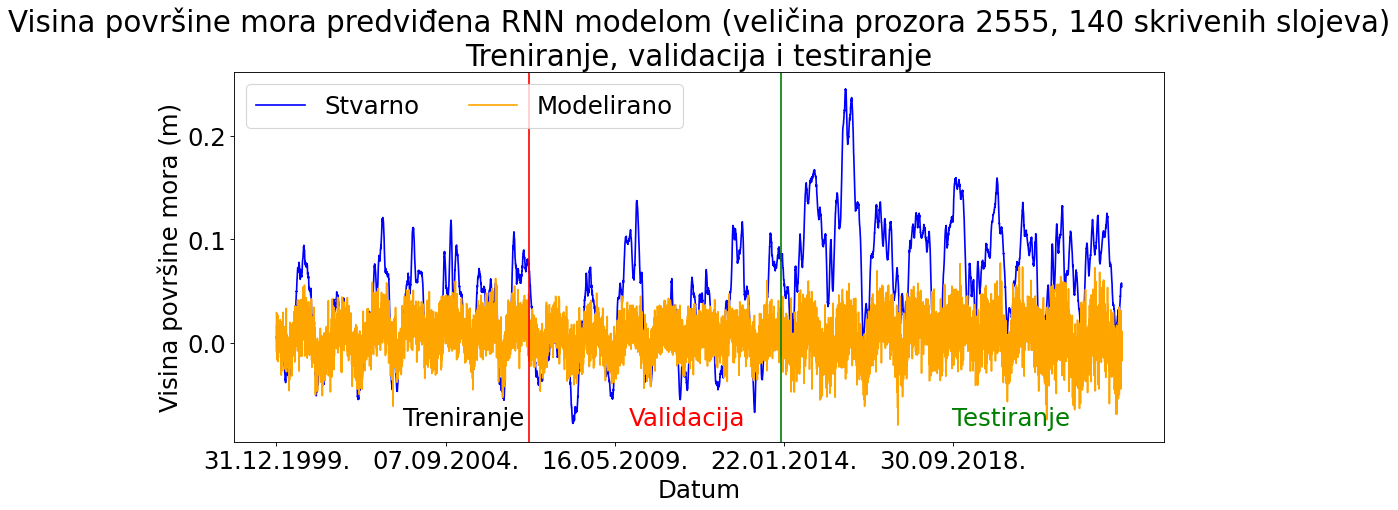 Visina površine mora predviđena RNN modelom (veličina prozora 2555, 140 skrivenih slojeva)
Treniranje, validacija i testiranje
Stvarno
Modelirano
Visina površine mora (m)
0.2
0.1
0.0
Treniranje
Validacija
Testiranje
31.12.1999.
07.09.2004.
16.05.2009.
22.01.2014.
30.09.2018.
Datum